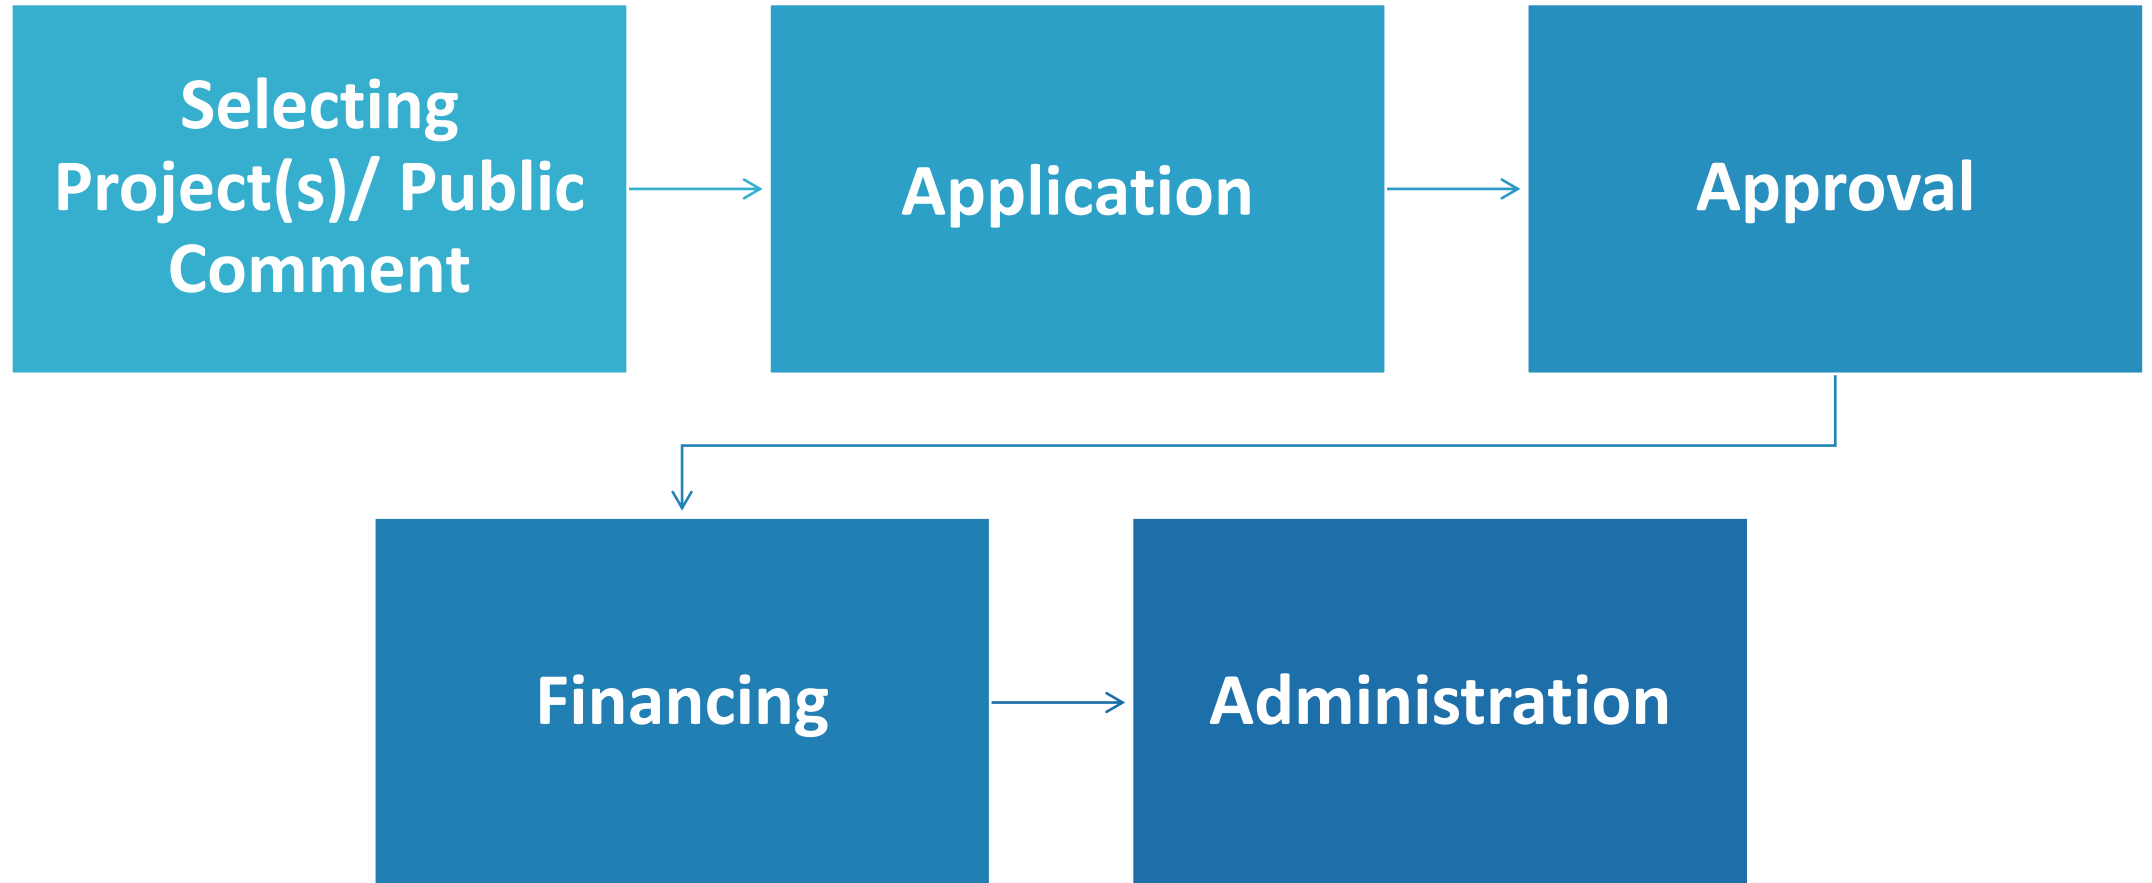 Selecting
Project(s)/ Public
Comment
Application
Approval
Financing
Administration